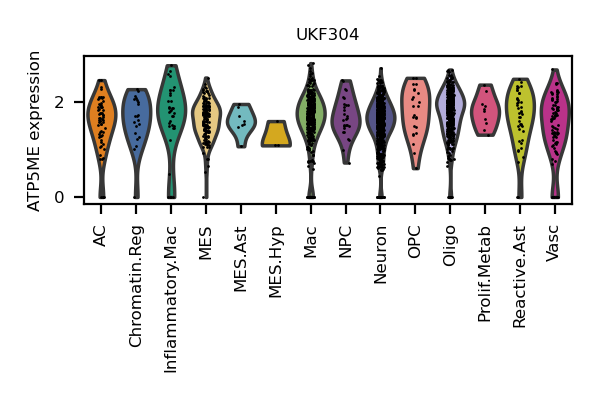 UKF304
ATP5ME expression
2
0
AC
Chromatin.Reg
Inflammatory.Mac
MES
MES.Ast
MES.Hyp
Mac
NPC
Neuron
OPC
Oligo
Prolif.Metab
Reactive.Ast
Vasc